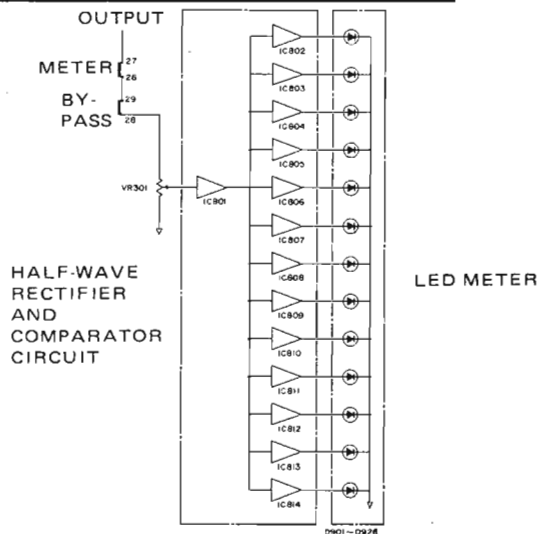 OUTPUT
METER
27
26
BY-
PASS
29
28
VR301
IC801
IC802
IC803
IC804
IC805
IC806
IC807
IC808
IC809
IC810
IC811
IC812
IC813
IC814
HALF-WAVE
RECTIFIER
AND
COMPARATOR
CIRCUIT
LED METER
D901~D926